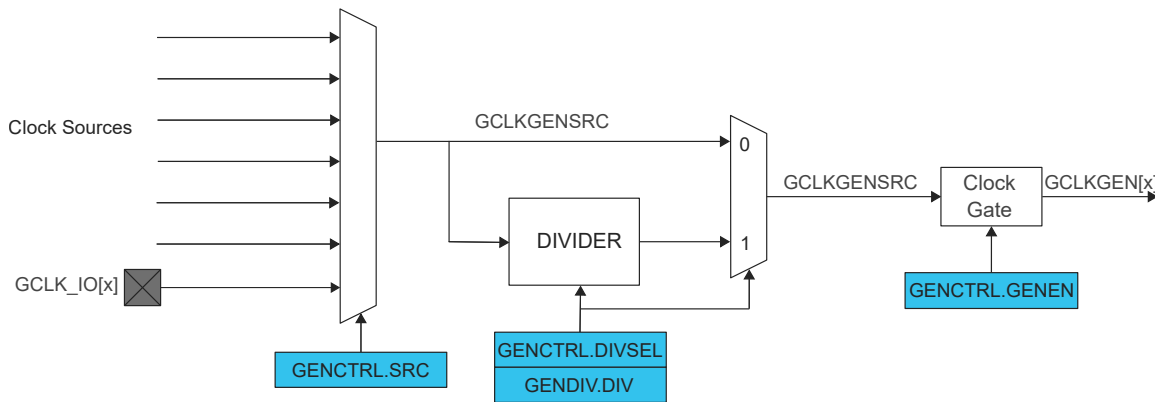 Clock Sources
GCLK_IO[x]
GENCTRL.SRC
GCLKGENSRC
DIVIDER
0
1
GENCTRL.DIVSEL
GENDIV.DIV
GCLKGENSRC
Clock
Gate
GCLKGEN[x]
GENCTRL.GENEN